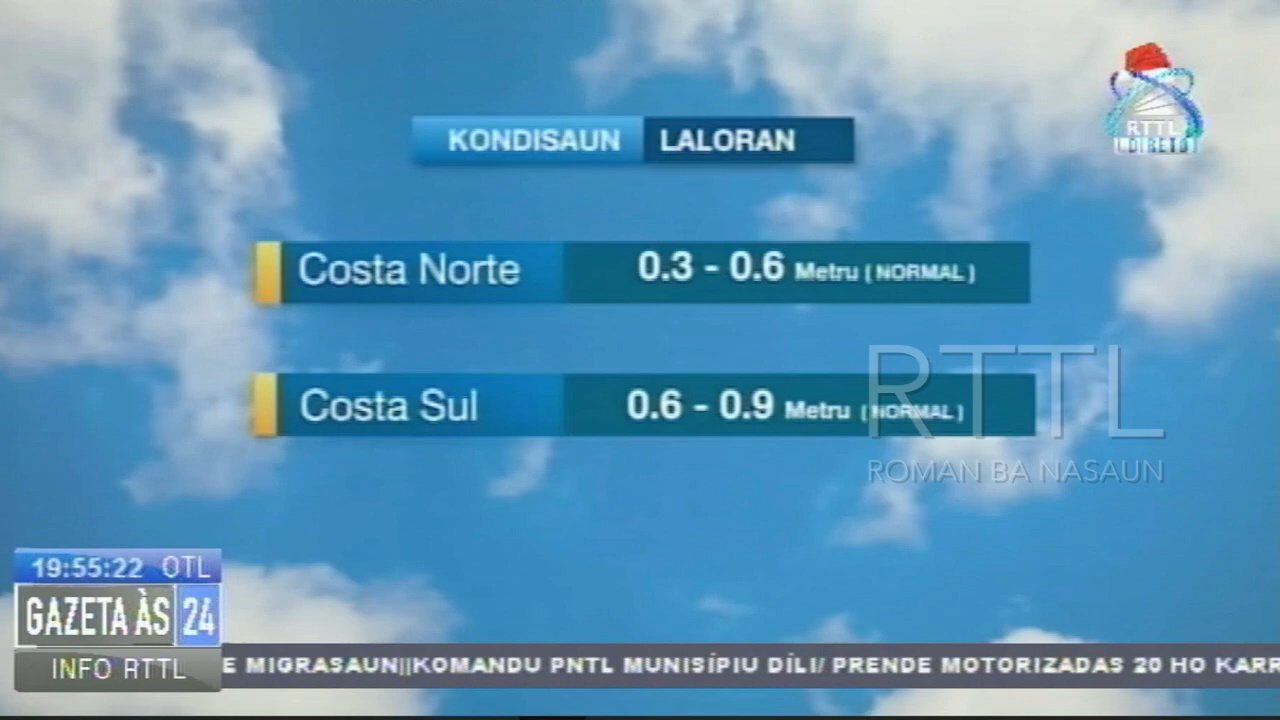 KONDISAUN LALORAN
RTTL
DIRETO
Costa Norte 0.3 - 0.6 Metru ( NORMAL )
Costa Sul 0.6 - 0.9 Metru ( NORMAL )
RTTL
ROMAN BA NASAUN
19:55:22 OTL
GAZETA ÀS 24
INFO RTTL
E MIGRASAUN||KOMANDU PNTL MUNISÍPIU DÍLI/ PRENDE MOTORIZADAS 20 HO KARR